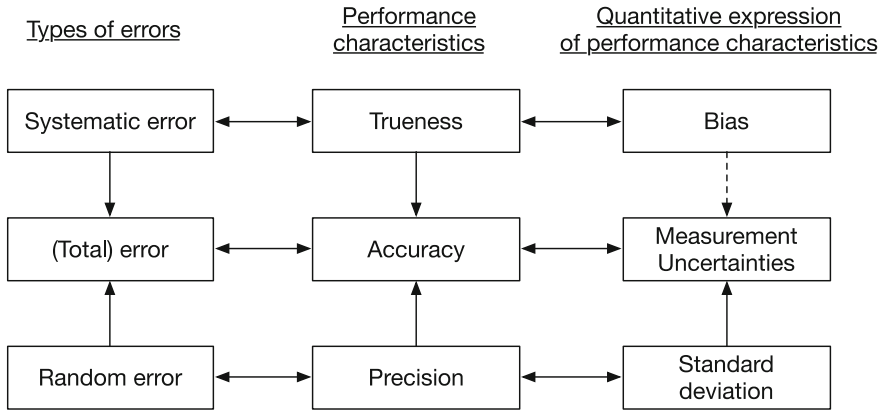 Types of errors
Performance
characteristics
Quantitative expression
of performance characteristics
Systematic error
Trueness
Bias
(Total) error
Accuracy
Measurement
Uncertainties
Random error
Precision
Standard
deviation